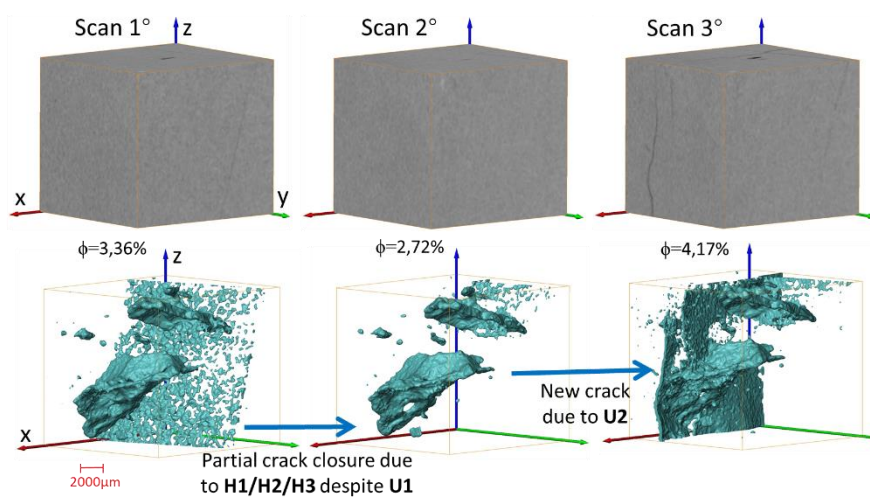 Scan 1°
Scan 2°
Scan 3°
z
x
y
ϕ=3,36%
ϕ=2,72%
ϕ=4,17%
z
x
New crack
due to U2
Partial crack closure due
to H1/H2/H3 despite U1
2000µm